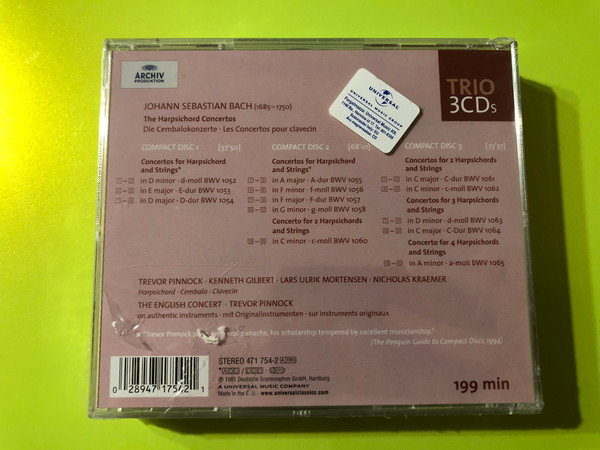 ARCHIV
PRODUKTION
TRIO
3CDs
UNIVERSAL
UNIVERSAL MUSIC GROUP
JOHANN SEBASTIAN BACH (1685–1750)
The Harpsichord Concertos
Die Cembalokonzerte · Les Concertos pour clavecin
COMPACT DISC 1 [57'50]
Concertos for Harpsichord
and Strings*
in D minor · d-moll BWV 1052
in E major · E-dur BWV 1053
in D major · D-dur BWV 1054
COMPACT DISC 2 [68'01]
Concertos for Harpsichord
and Strings*
in A major · A-dur BWV 1055
in F minor · f-moll BWV 1056
in F major · F-dur BWV 1057
in G minor · g-moll BWV 1058
Concerto for 2 Harpsichords
and Strings
in C minor · c-moll BWV 1060
COMPACT DISC 3
Concertos for 2 Harpsichords
and Strings
in C major · C-dur BWV 1061
in C minor · c-moll BWV 1062
Concertos for 3 Harpsichords
and Strings
in D minor · d-moll BWV 1063
in C major · C-Dur BWV 1064
Concerto for 4 Harpsichords
and Strings
in A minor · a-moll BWV 1065
TREVOR PINNOCK · KENNETH GILBERT · LARS ULRIK MORTENSEN · NICHOLAS KRAEMER
Harpsichord · Cembalo · Clavecin
THE ENGLISH CONCERT · TREVOR PINNOCK
on authentic instruments · mit Originalinstrumenten · sur instruments originaux
"Trevor Pinnock panache, his scholarship tempered by excellent musicianship."
(The Penguin Guide to Compact Discs, 1994)
STEREO 471 754-2
℗ 1981 Deutsche Grammophon GmbH, Hamburg
A UNIVERSAL MUSIC COMPANY
Made in the E. U. www.universalclassics.com
0 28947 17542 1
199 min